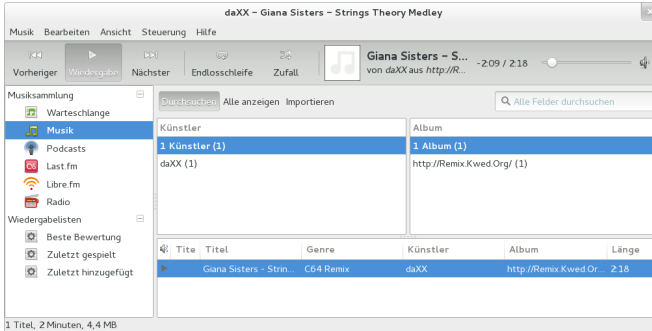 daXX – Giana Sisters – Strings Theory Medley
Musik Bearbeiten Ansicht Steuerung Hilfe
Vorheriger Wiedergabe Nächster Endlosschleife Zufall
Giana Sisters – S...
von daXX aus http://R...
-2:09 / 2:18
Musiksammlung
Warteschlange
Musik
Podcasts
Last.fm
Libre.fm
Radio
Wiedergabelisten
Beste Bewertung
Zuletzt gespielt
Zuletzt hinzugefügt
Durchsuchen Alle anzeigen Importieren
Alle Felder durchsuchen
Künstler
1 Künstler (1)
daXX (1)
Album
1 Album (1)
http://Remix.Kwed.Org/ (1)
Tite Titel Genre Künstler Album Länge
Giana Sisters – Strin... C64 Remix daXX http://Remix.Kwed.Or... 2:18
1 Titel, 2 Minuten, 4,4 MB